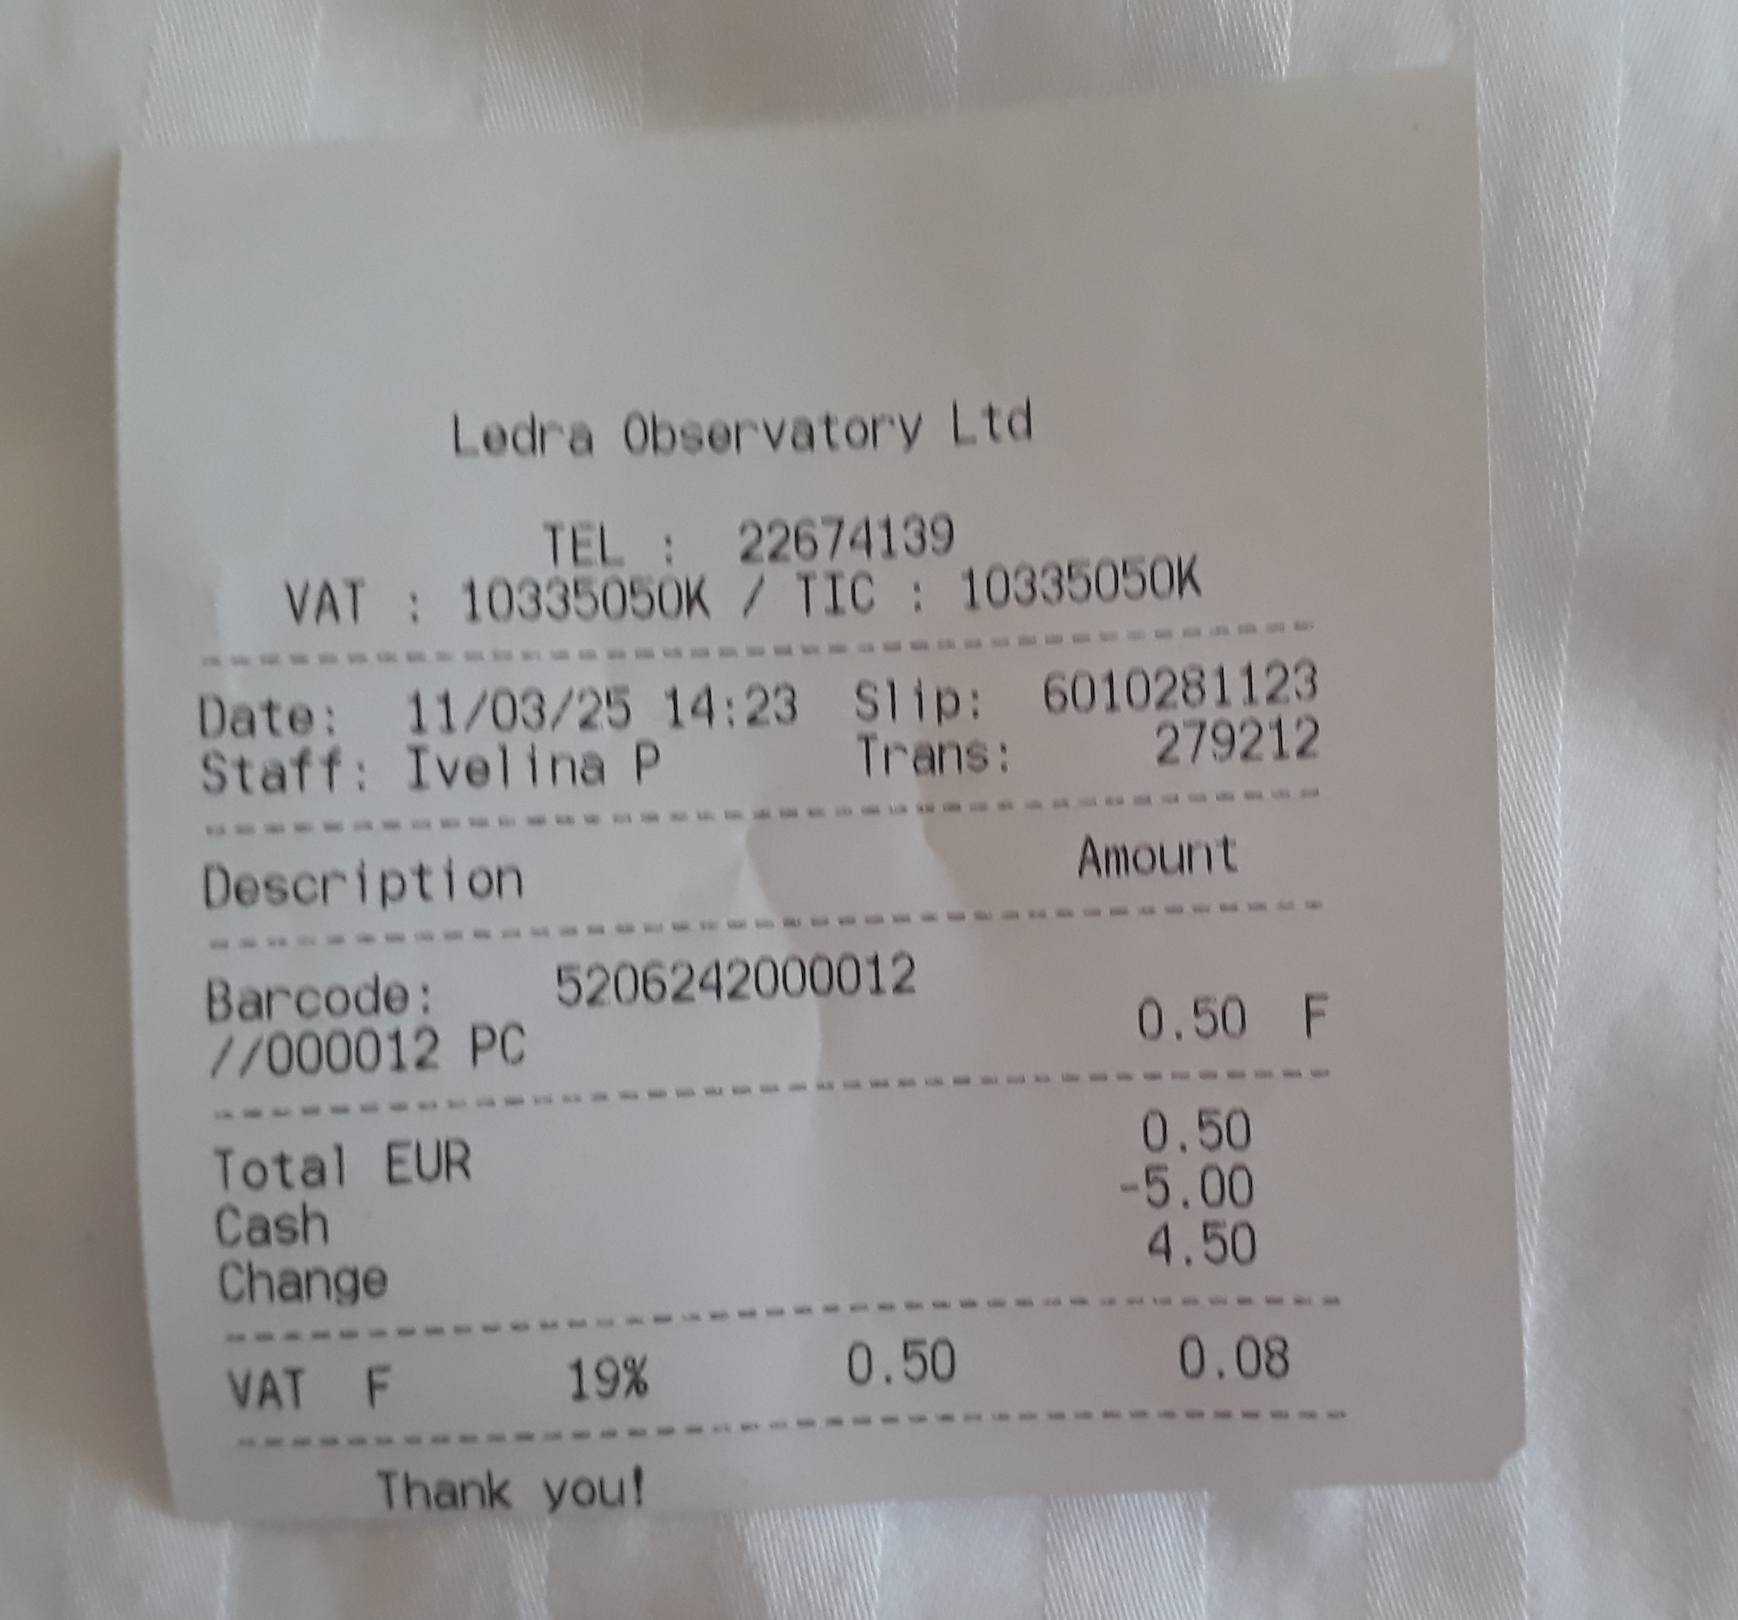 Ledra Observatory Ltd
TEL : 22674139
VAT : 10335050K / TIC : 10335050K
Date: 11/03/25 14:23 Slip: 6010281123
Staff: Ivelina P Trans: 279212
Description Amount
Barcode: 5206242000012
//000012 PC 0.50 F
Total EUR 0.50
Cash -5.00
Change 4.50
VAT F 19% 0.50 0.08
Thank you!